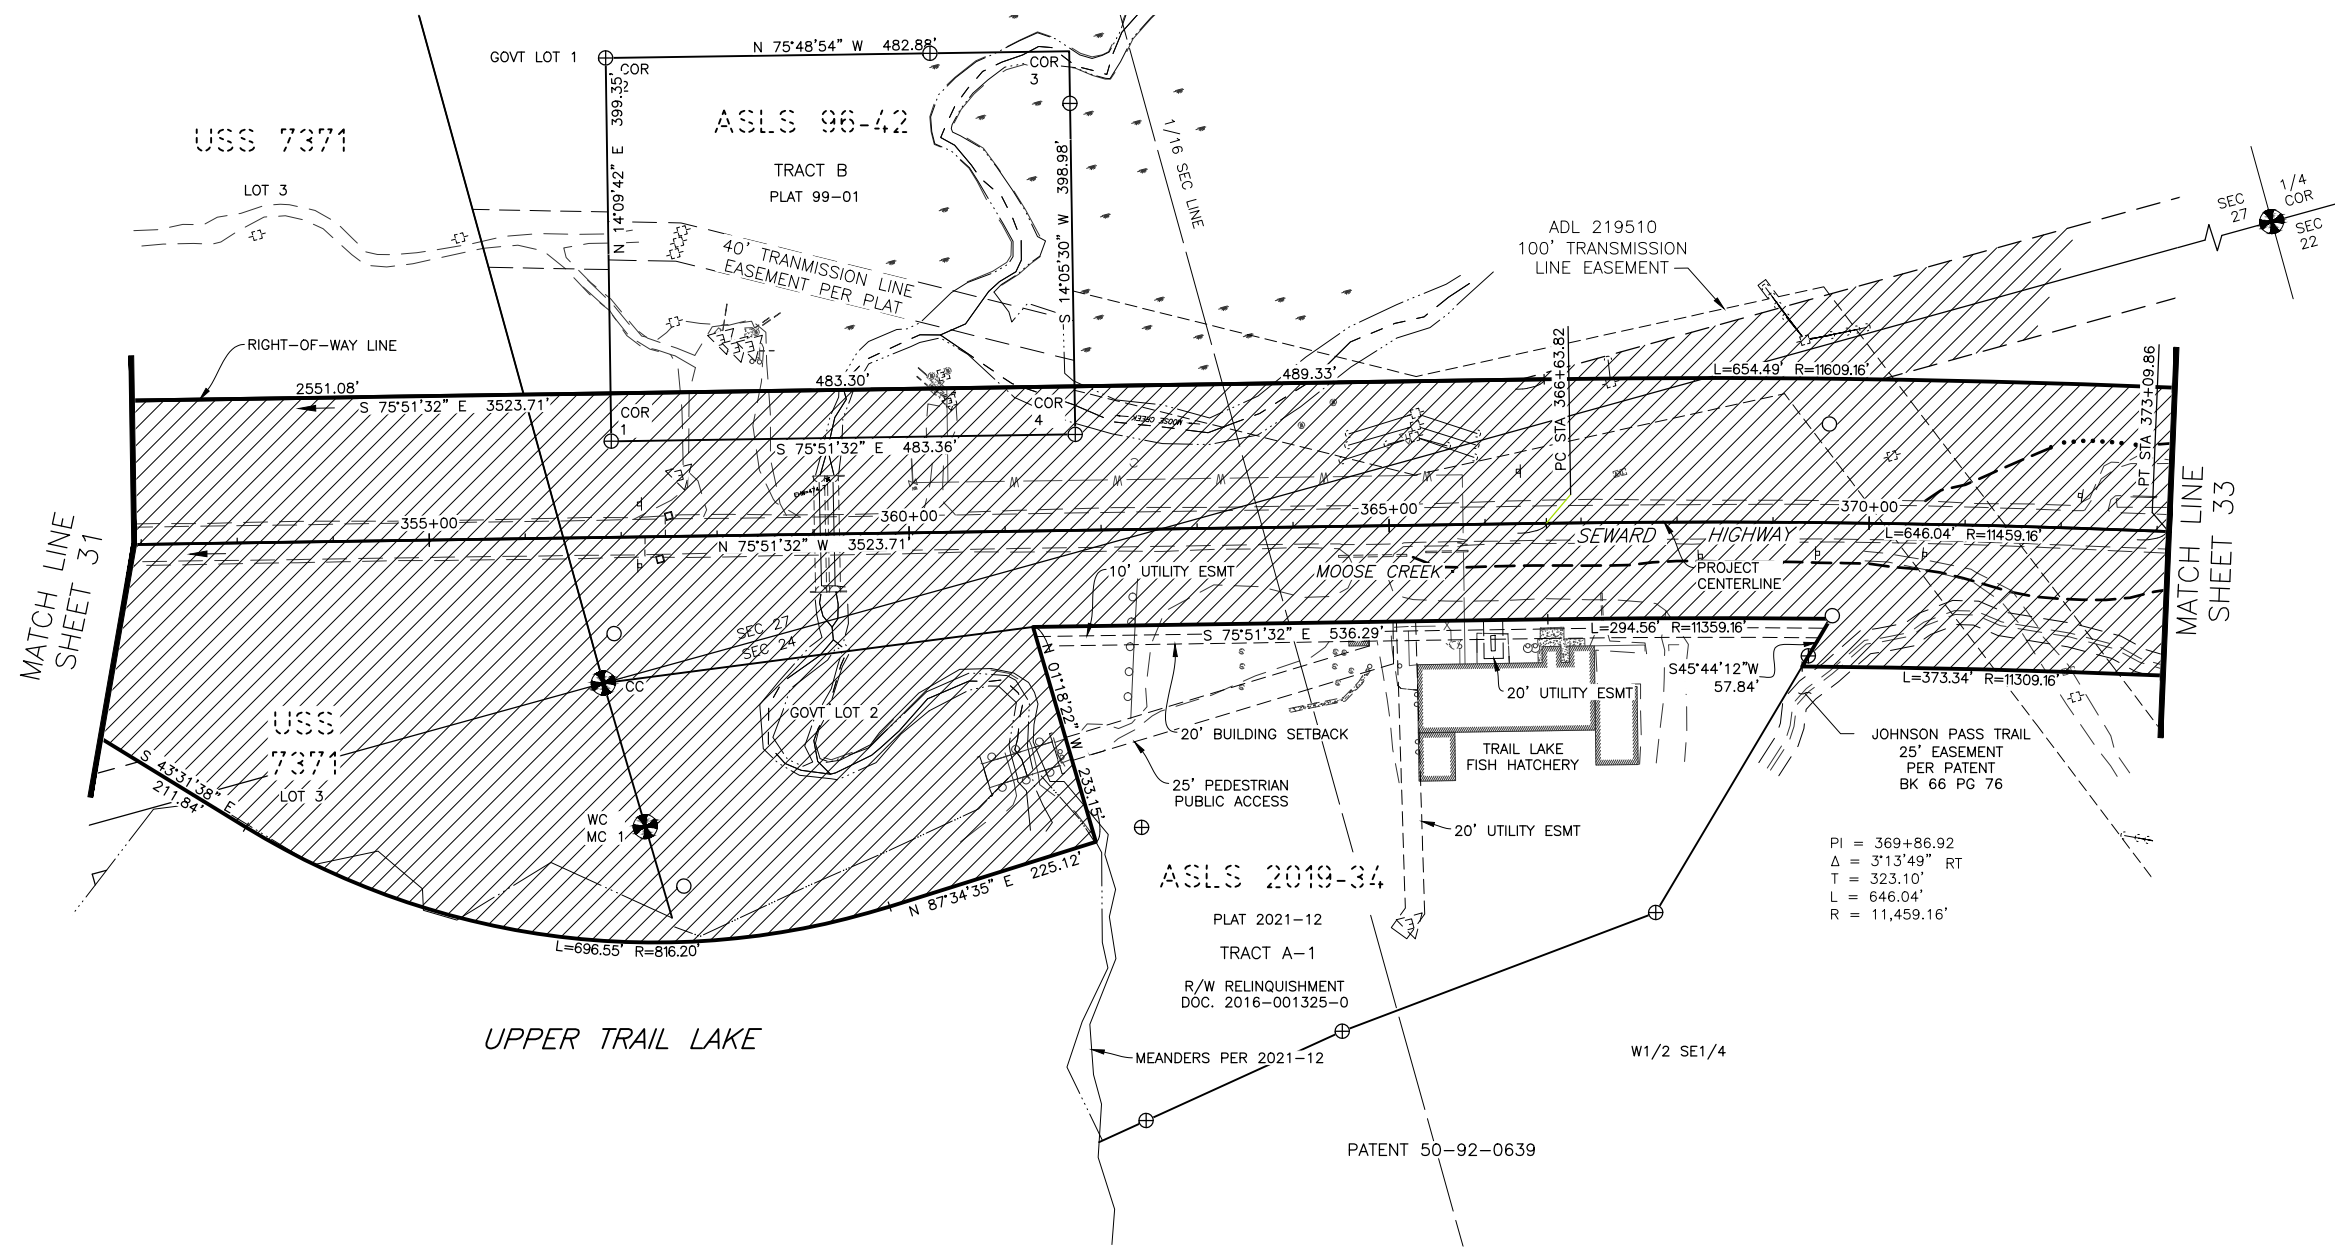 GOVT LOT 1
N 75°48'54" W 482.88'
COR
2
COR
3
N 14°09'42" E 399.35'
ASLS 96-42
TRACT B
PLAT 99-01
S 14°05'30" W 398.98'
1/16 SEC LINE
USS 7371
LOT 3
40' TRANMISSION LINE
EASEMENT PER PLAT
ADL 219510
100' TRANSMISSION
LINE EASEMENT
SEC
27
1/4
COR
SEC
22
RIGHT-OF-WAY LINE
2551.08'
S 75°51'32" E 3523.71'
483.30'
489.33'
L=654.49' R=11609.16'
PC STA 366+63.82
PT STA 373+09.86
COR
1
COR
4
S 75°51'32" E 483.36'
MOOSE CREEK
W W W W W
355+00
360+00
365+00
370+00
N 75°51'32" W 3523.71'
SEWARD HIGHWAY
L=646.04' R=11459.16'
PROJECT
CENTERLINE
MATCH LINE
SHEET 31
MATCH LINE
SHEET 33
10' UTILITY ESMT
MOOSE CREEK
SEC 27
SEC 24
S 75°51'32" E 536.29'
L=294.56' R=11359.16'
S45°44'12"W
57.84'
L=373.34' R=11309.16'
CC
N 01°18'22" W 233.15'
GOVT LOT 2
20' UTILITY ESMT
20' BUILDING SETBACK
TRAIL LAKE
FISH HATCHERY
JOHNSON PASS TRAIL
25' EASEMENT
PER PATENT
BK 66 PG 76
USS
7371
LOT 3
S 43°31'38" E
211.84'
25' PEDESTRIAN
PUBLIC ACCESS
WC
MC 1
20' UTILITY ESMT
PI = 369+86.92
Δ = 3°13'49" RT
T = 323.10'
L = 646.04'
R = 11,459.16'
N 87°34'35" E 225.12'
ASLS 2019-34
PLAT 2021-12
TRACT A-1
R/W RELINQUISHMENT
DOC. 2016-001325-0
L=696.55' R=816.20'
UPPER TRAIL LAKE
MEANDERS PER 2021-12
W1/2 SE1/4
PATENT 50-92-0639